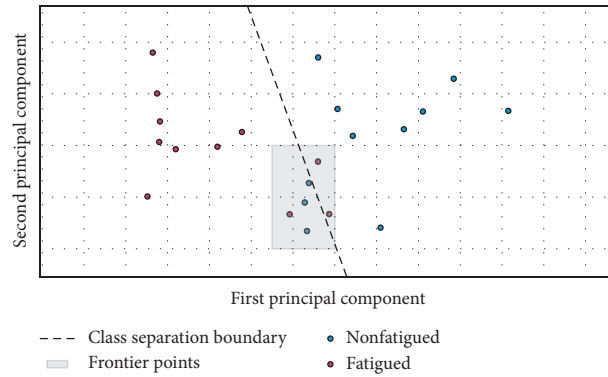 Second principal component
First principal component
Class separation boundary
Nonfatigued
Frontier points
Fatigued